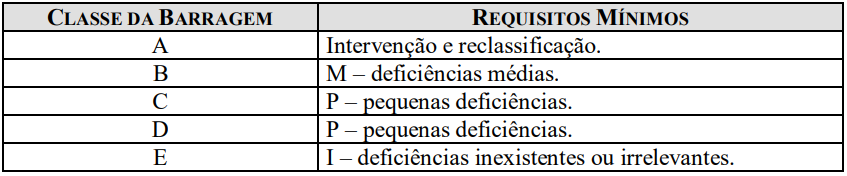 CLASSE DA BARRAGEM REQUISITOS MÍNIMOS
A Intervenção e reclassificação.
B M – deficiências médias.
C P – pequenas deficiências.
D P – pequenas deficiências.
E I – deficiências inexistentes ou irrelevantes.